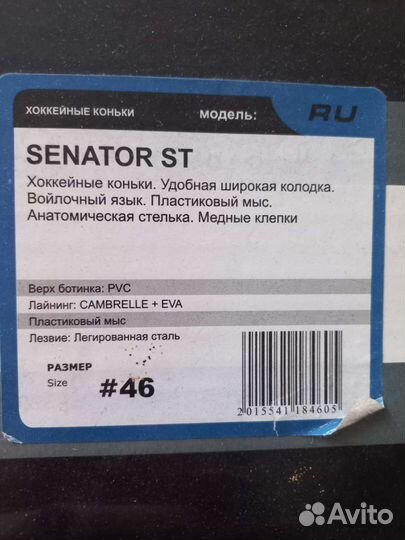 ХОККЕЙНЫЕ КОНЬКИ модель: RU
SENATOR ST
Хоккейные коньки. Удобная широкая колодка.
Войлочный язык. Пластиковый мыс.
Анатомическая стелька. Медные клепки
Верх ботинка: PVC
Лайнинг: CAMBRELLE + EVA
Пластиковый мыс
Лезвие: Легированная сталь
РАЗМЕР
Size #46
2015541184605
Avito